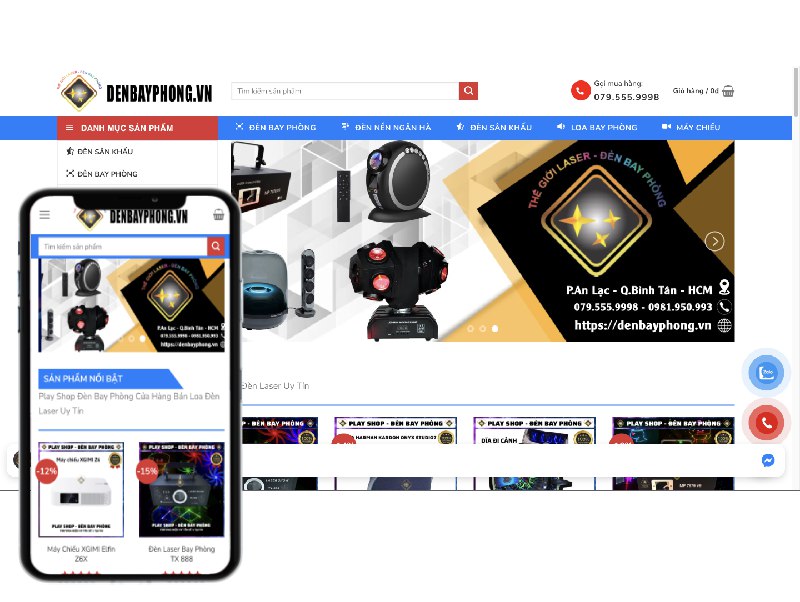 DENBAYPHONG.VN
Tìm kiếm sản phẩm
Gọi mua hàng:
079.555.9998
Giỏ hàng / 0đ
DANH MỤC SẢN PHẨM
ĐÈN BAY PHÒNG
ĐÈN NỀN NGÂN HÀ
ĐÈN SÂN KHẤU
LOA BAY PHÒNG
MÁY CHIẾU
ĐÈN SÂN KHẤU
ĐÈN BAY PHÒNG
THẾ GIỚI LASER - ĐÈN BAY PHÒNG
P.An Lạc - Q.Bình Tân - HCM
079.555.9998 - 0981.950.993
https://denbayphong.vn
Đèn Laser Uy Tín
PLAY SHOP - ĐÈN BAY PHÒNG
HARMAN KARDON ONYX STUDIO 7
PLAY SHOP - ĐÈN BAY PHÒNG
DĨA ĐI CẢNH
PLAY SHOP - ĐÈN BAY PHÒNG
Zalo
DENBAYPHONG.VN
Tìm kiếm sản phẩm
P.An Lạc - Q.Bình Tân - HCM
079.555.9998 - 0981.950.993
https://denbayphong.vn
SẢN PHẨM NỔI BẬT
Play Shop Đèn Bay Phòng Cửa Hàng Bán Loa Đèn
Laser Uy Tín
PLAY SHOP - ĐÈN BAY PHÒNG
Máy chiếu XGIMI Z6
-12%
PLAY SHOP - ĐÈN BAY PHÒNG
PLAY SHOP - ĐÈN BAY PHÒNG
-15%
PLAY SHOP - ĐÈN BAY PHÒNG
Máy Chiếu XGIMI Elfin
Z6X
Đèn Laser Bay Phòng
TX 888